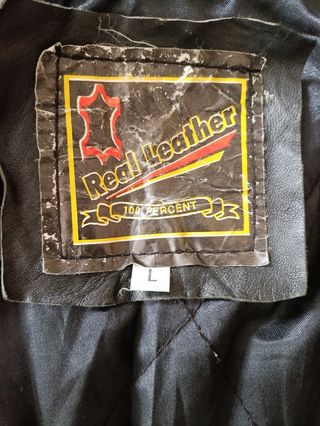 Real Leather
100 PERCENT
L